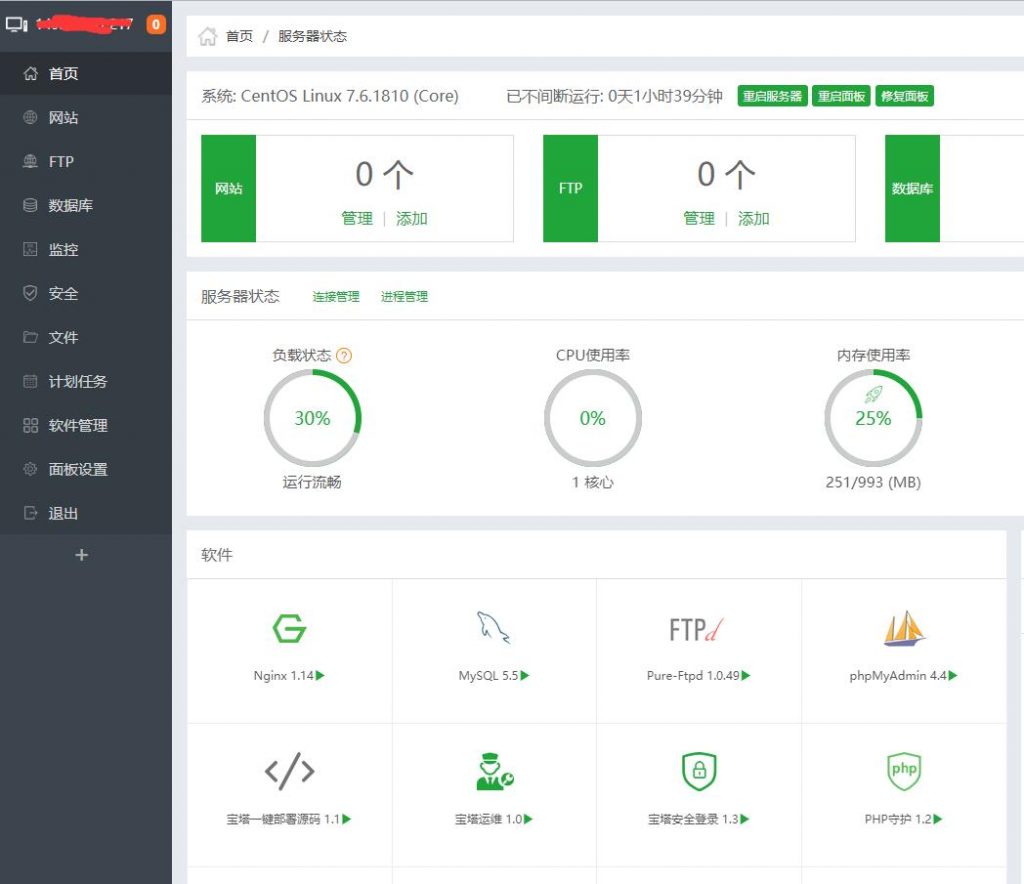 0
首页
网站
FTP
数据库
监控
安全
文件
计划任务
软件管理
面板设置
退出
+
首页 / 服务器状态
系统: CentOS Linux 7.6.1810 (Core) 已不间断运行: 0天1小时39分钟 重启服务器 重启面板 修复面板
网站
0 个
管理 | 添加
FTP
0 个
管理 | 添加
数据库
服务器状态 连接管理 进程管理
负载状态 ?
30%
运行流畅
CPU使用率
0%
1 核心
内存使用率
25%
251/993 (MB)
软件
Nginx 1.14
MySQL 5.5
FTPd
Pure-Ftpd 1.0.49
phpMyAdmin 4.4
</>
宝塔一键部署源码 1.1
宝塔运维 1.0
宝塔安全登录 1.3
php
PHP守护 1.2